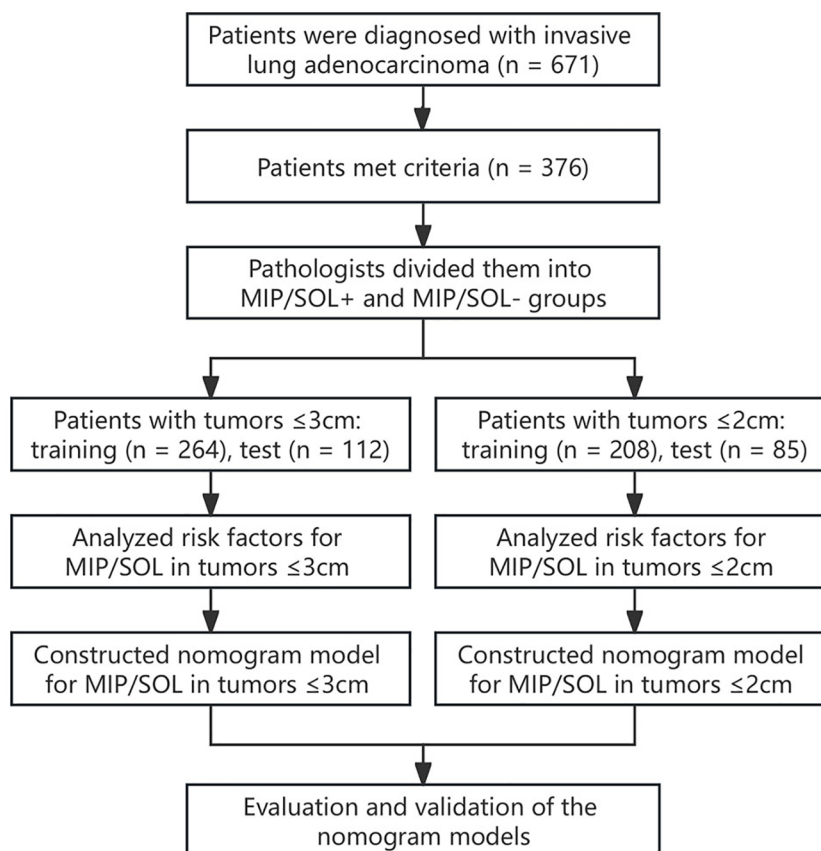 Patients were diagnosed with invasive
lung adenocarcinoma (n = 671)
Patients met criteria (n = 376)
Pathologists divided them into
MIP/SOL+ and MIP/SOL- groups
Patients with tumors ≤3cm:
training (n = 264), test (n = 112)
Patients with tumors ≤2cm:
training (n = 208), test (n = 85)
Analyzed risk factors for
MIP/SOL in tumors ≤3cm
Analyzed risk factors for
MIP/SOL in tumors ≤2cm
Constructed nomogram model
for MIP/SOL in tumors ≤3cm
Constructed nomogram model
for MIP/SOL in tumors ≤2cm
Evaluation and validation of the
nomogram models